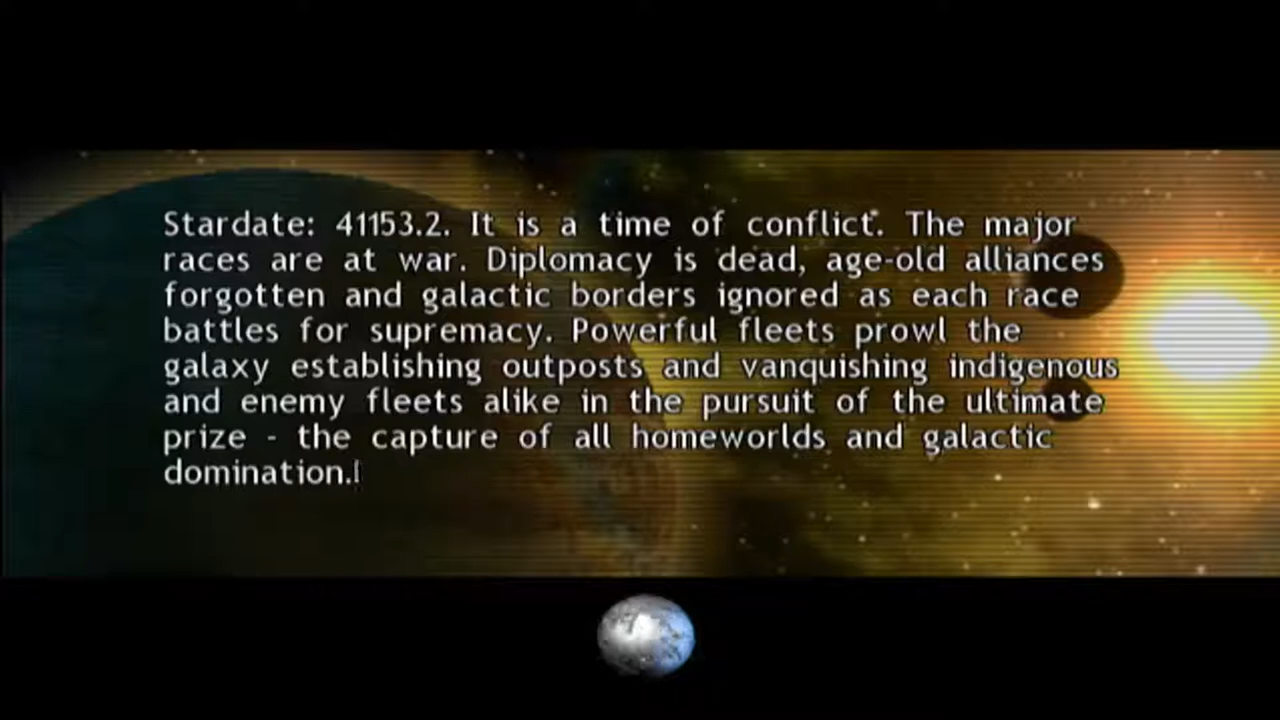 Stardate: 41153.2. It is a time of conflict. The major
races are at war. Diplomacy is dead, age-old alliances
forgotten and galactic borders ignored as each race
battles for supremacy. Powerful fleets prowl the
galaxy establishing outposts and vanquishing indigenous
and enemy fleets alike in the pursuit of the ultimate
prize - the capture of all homeworlds and galactic
domination.